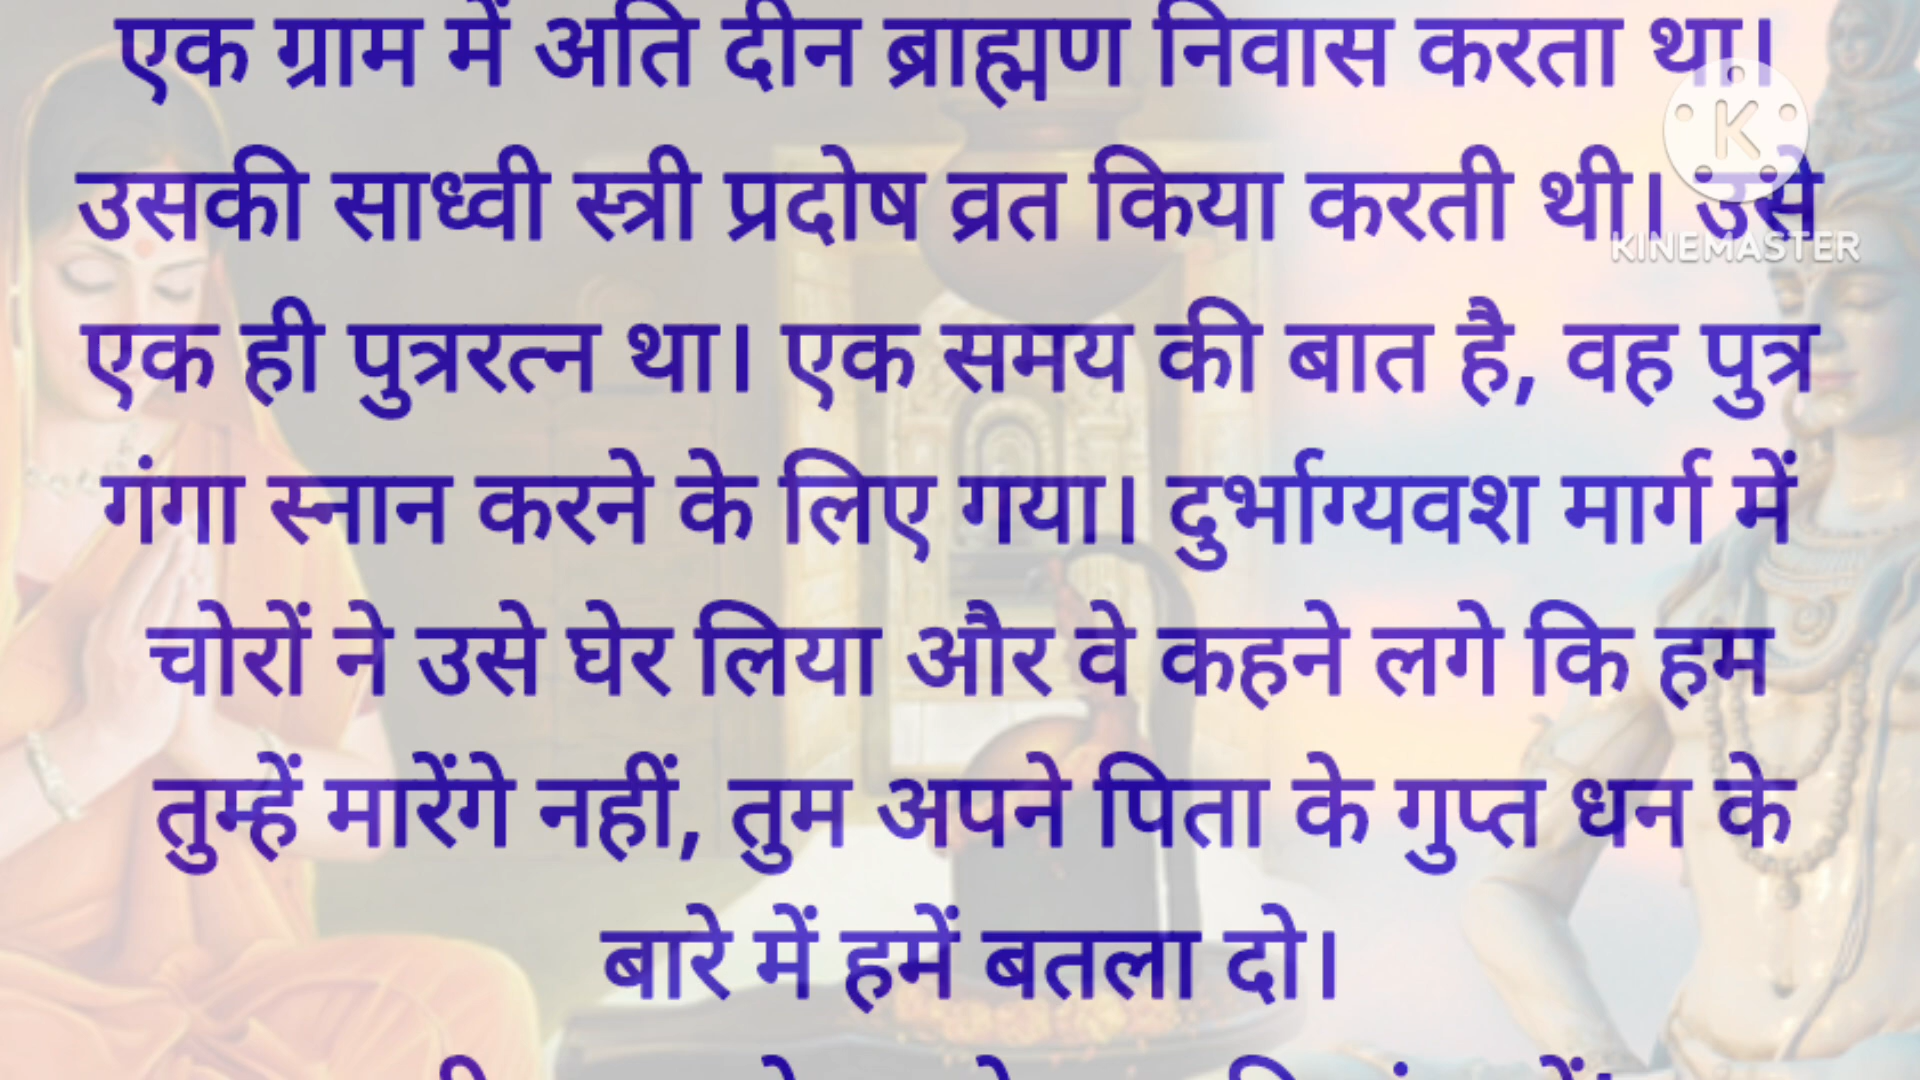 एक ग्राम में अति दीन ब्राह्मण निवास करता था।
उसकी साध्वी स्त्री प्रदोष व्रत किया करती थी। उसे
एक ही पुत्ररत्न था। एक समय की बात है, वह पुत्र
गंगा स्नान करने के लिए गया। दुर्भाग्यवश मार्ग में
चोरों ने उसे घेर लिया और वे कहने लगे कि हम
तुम्हें मारेंगे नहीं, तुम अपने पिता के गुप्त धन के
बारे में हमें बतला दो।
K
KINEMASTER